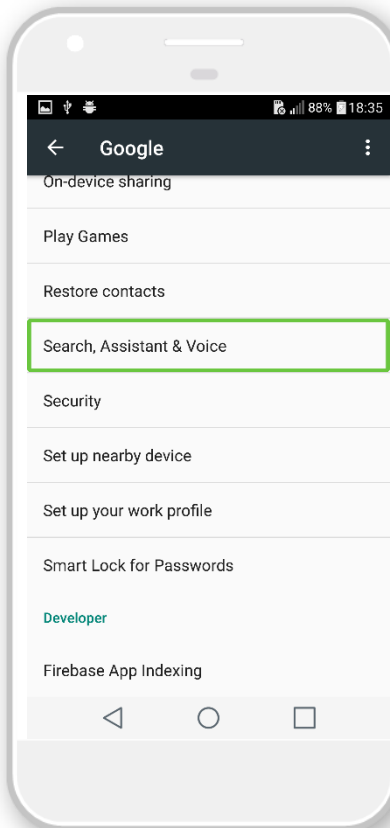 88% 18:35
Google
On-device sharing
Play Games
Restore contacts
Search, Assistant & Voice
Security
Set up nearby device
Set up your work profile
Smart Lock for Passwords
Developer
Firebase App Indexing